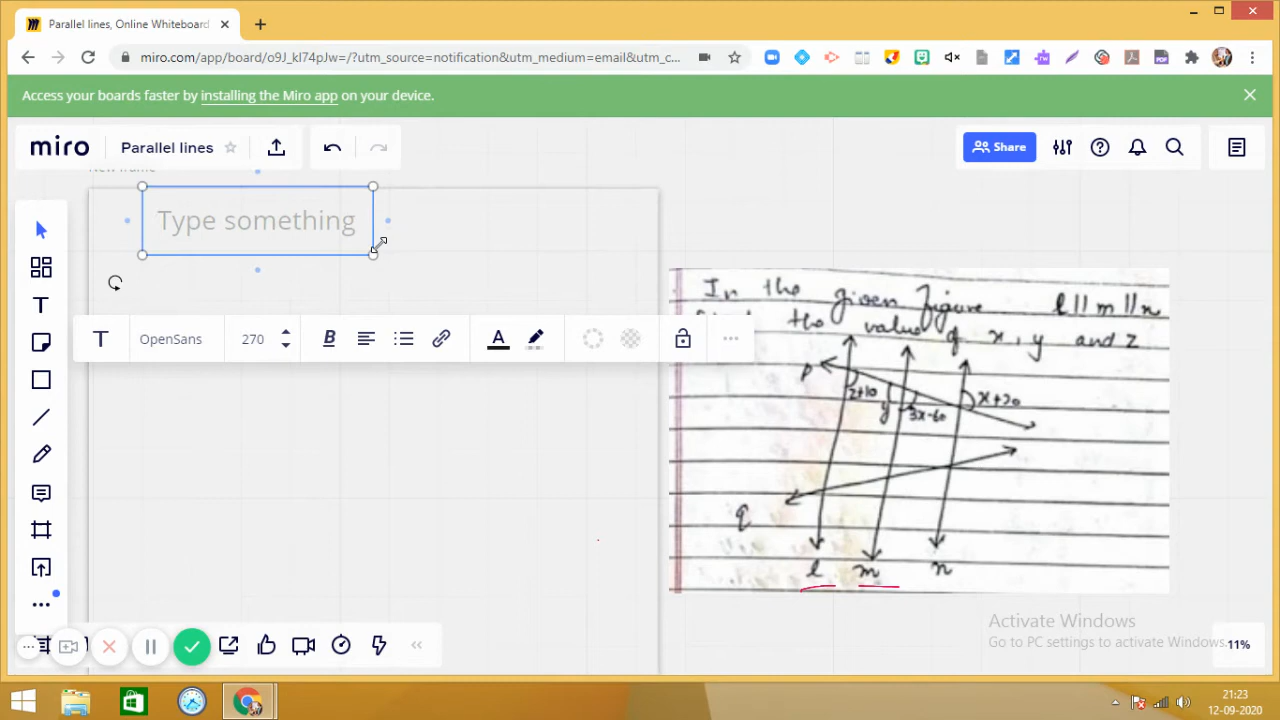 Parallel lines, Online Whiteboard
miro.com/app/board/o9J_kl74pJw=/?utm_source=notification&utm_medium=email&utm_c...
Access your boards faster by installing the Miro app on your device.
miro
Parallel lines
Share
New frame
Type something
T
T
OpenSans
270
B
A
In the given figure l || m || n
the value of x, y and z
p
z+10
y
3x-60
x+20
q
l
m
n
Activate Windows
Go to PC settings to activate Windows.
11%
21:23
12-09-2020